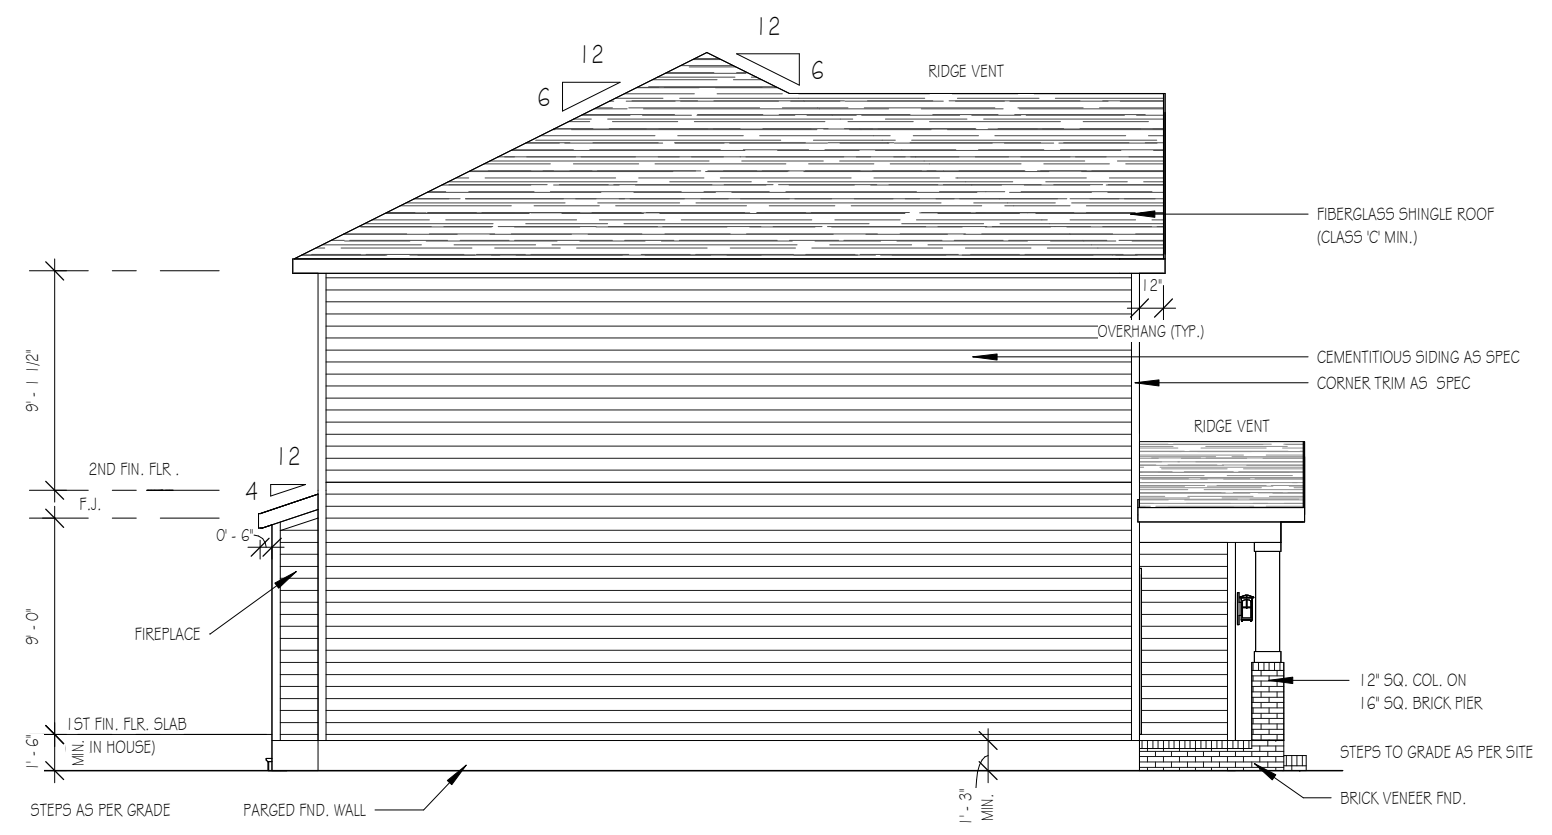 12
12
6
6
RIDGE VENT
FIBERGLASS SHINGLE ROOF
(CLASS 'C' MIN.)
12"
OVERHANG (TYP.)
9' - 1 1/2"
CEMENTITIOUS SIDING AS SPEC
CORNER TRIM AS SPEC
RIDGE VENT
12
4
2ND FIN. FLR .
F.J.
0' - 6"
9' - 0"
FIREPLACE
12" SQ. COL. ON
16" SQ. BRICK PIER
1ST FIN. FLR. SLAB
MIN. IN HOUSE)
1' - 6"
STEPS TO GRADE AS PER SITE
1' - 3"
MIN.
BRICK VENEER FND.
STEPS AS PER GRADE
PARGED FND. WALL